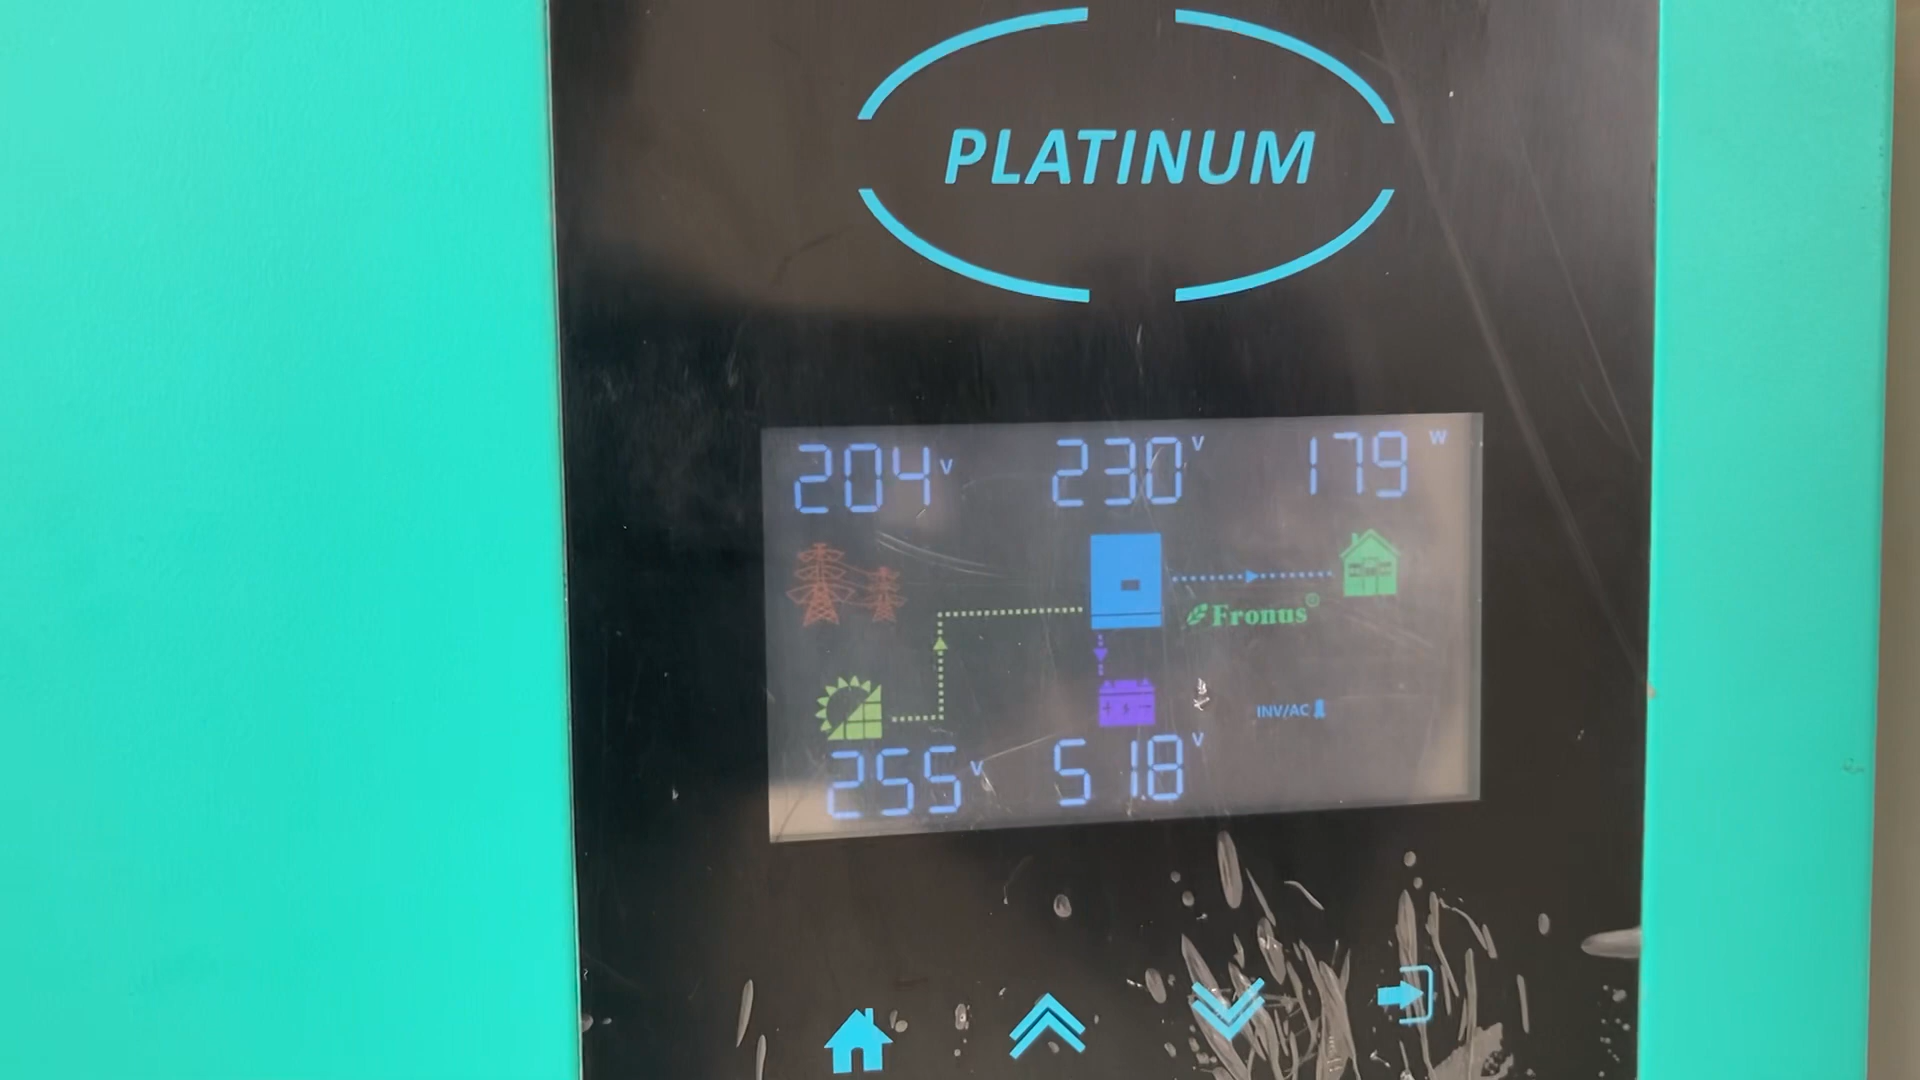 PLATINUM
204 V 230 V 179 W
Fronus®
INV/AC
255 V 51.8 V